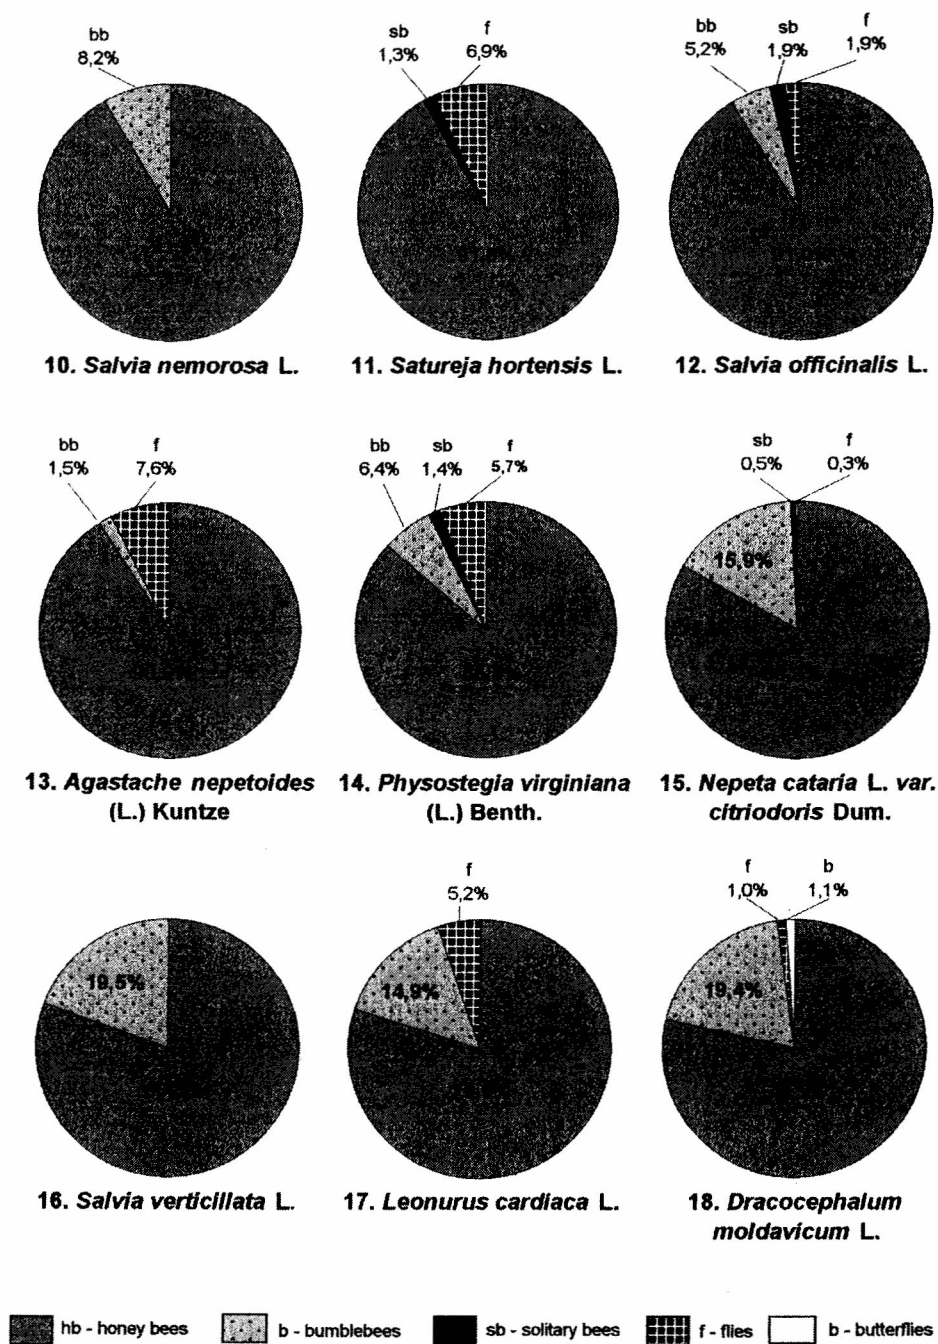 bb
8,2%
sb
1,3%
f
6,9%
bb
5,2%
sb
1,9%
f
1,9%
10. Salvia nemorosa L.
11. Satureja hortensis L.
12. Salvia officinalis L.
bb
1,5%
f
7,6%
bb
6,4%
sb
1,4%
f
5,7%
sb
0,5%
f
0,3%
15,9%
13. Agastache nepetoides
(L.) Kuntze
14. Physostegia virginiana
(L.) Benth.
15. Nepeta cataria L. var.
citriodoris Dum.
19,5%
f
5,2%
14,9%
f
1,0%
b
1,1%
19,4%
16. Salvia verticillata L.
17. Leonurus cardiaca L.
18. Dracocephalum
moldavicum L.
hb - honey bees
b - bumblebees
sb - solitary bees
f - flies
b - butterflies